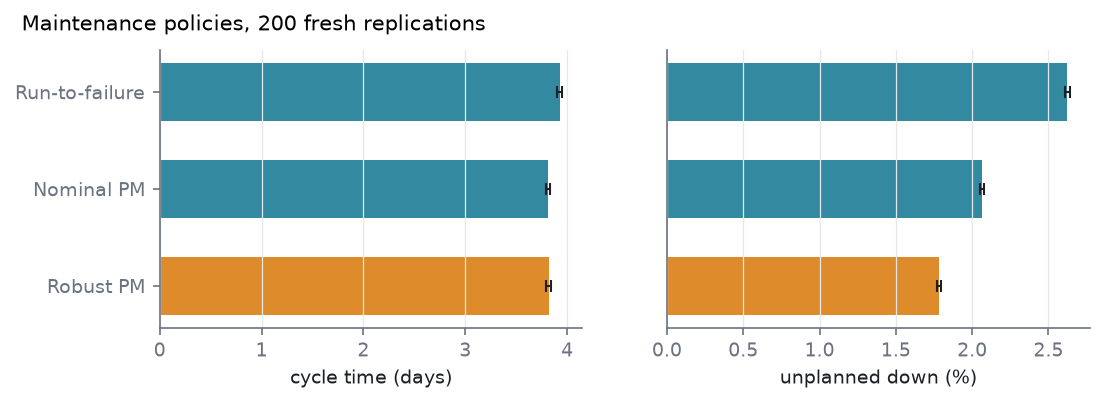 Maintenance policies, 200 fresh replications
Run-to-failure
Nominal PM
Robust PM
0 1 2 3 4
cycle time (days)
0.0 0.5 1.0 1.5 2.0 2.5
unplanned down (%)